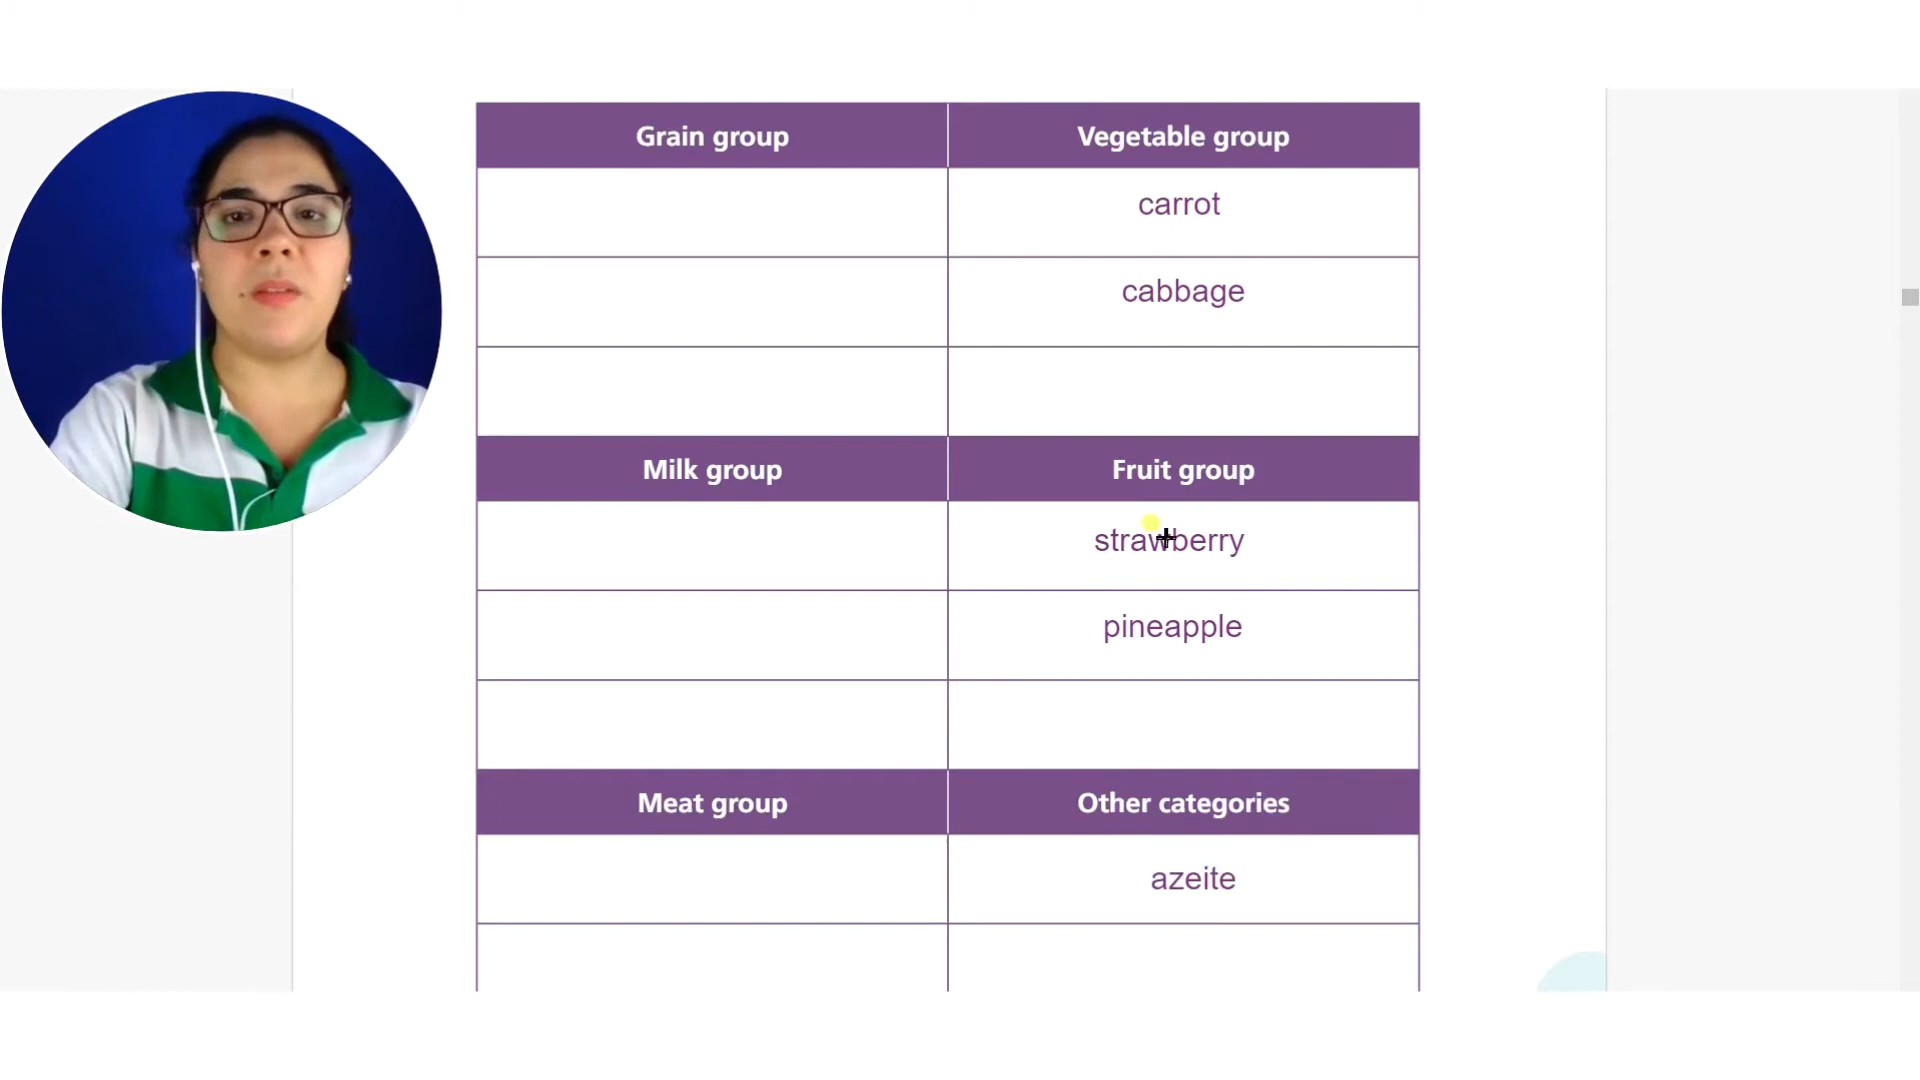 Grain group
Vegetable group
carrot
cabbage
Milk group
Fruit group
strawberry
pineapple
Meat group
Other categories
azeite